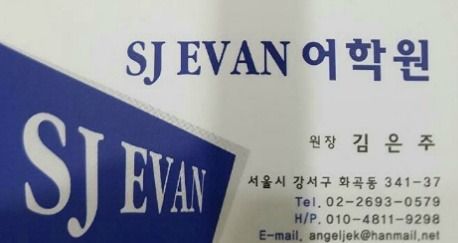 SJ EVAN 어학원
SJ EVAN
원장 김은주
서울시 강서구 화곡동 341-37
Tel. 02-2693-0579
H/P. 010-4811-9298
E-mail. angeljek@hanmail.net